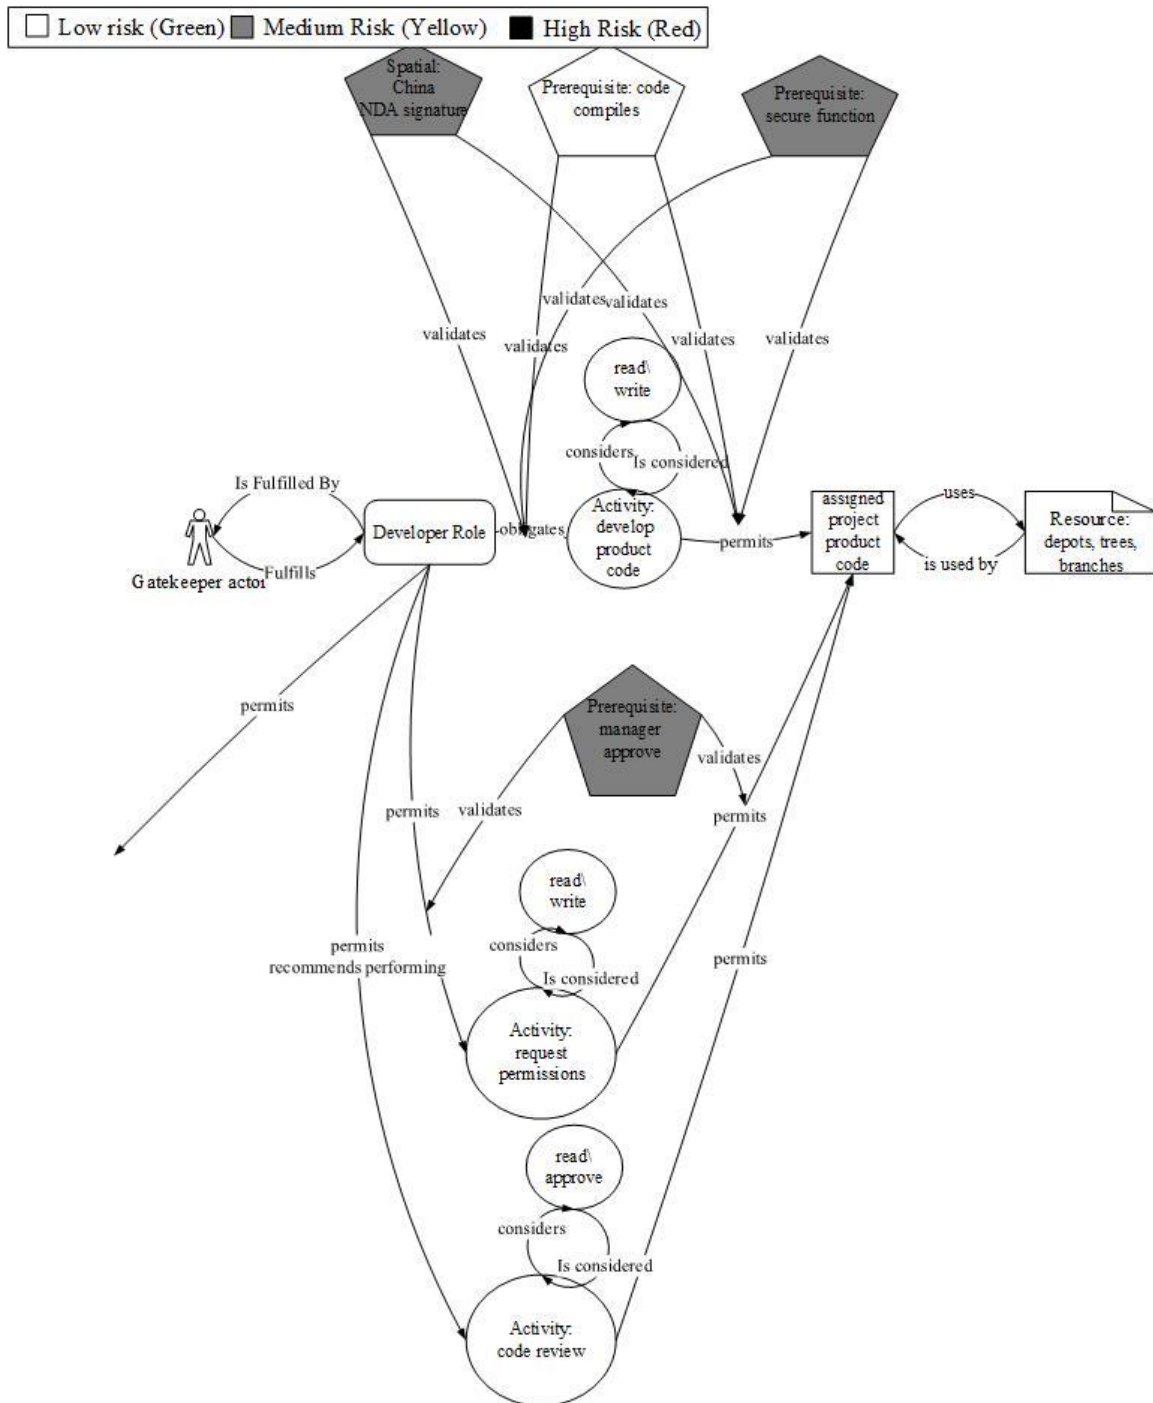 Low risk (Green) Medium Risk (Yellow) High Risk (Red)
Spatial:
China
NDA signature
Prerequisite: code
compiles
Prerequisite:
secure function
validates
validates
validates
validates
validates
validates
read\
write
considers
Is considered
Is Fulfilled By
Fulfills
Gatekeeper actor
Developer Role
obligates
Activity:
develop
product
code
permits
assigned
project
product
code
uses
is used by
Resource:
depots, trees,
branches
permits
Prerequisite:
manager
approve
validates
validates
permits
permits
read\
write
considers
Is considered
permits
recommends performing
permits
Activity:
request
permissions
read\
approve
considers
Is considered
Activity:
code review